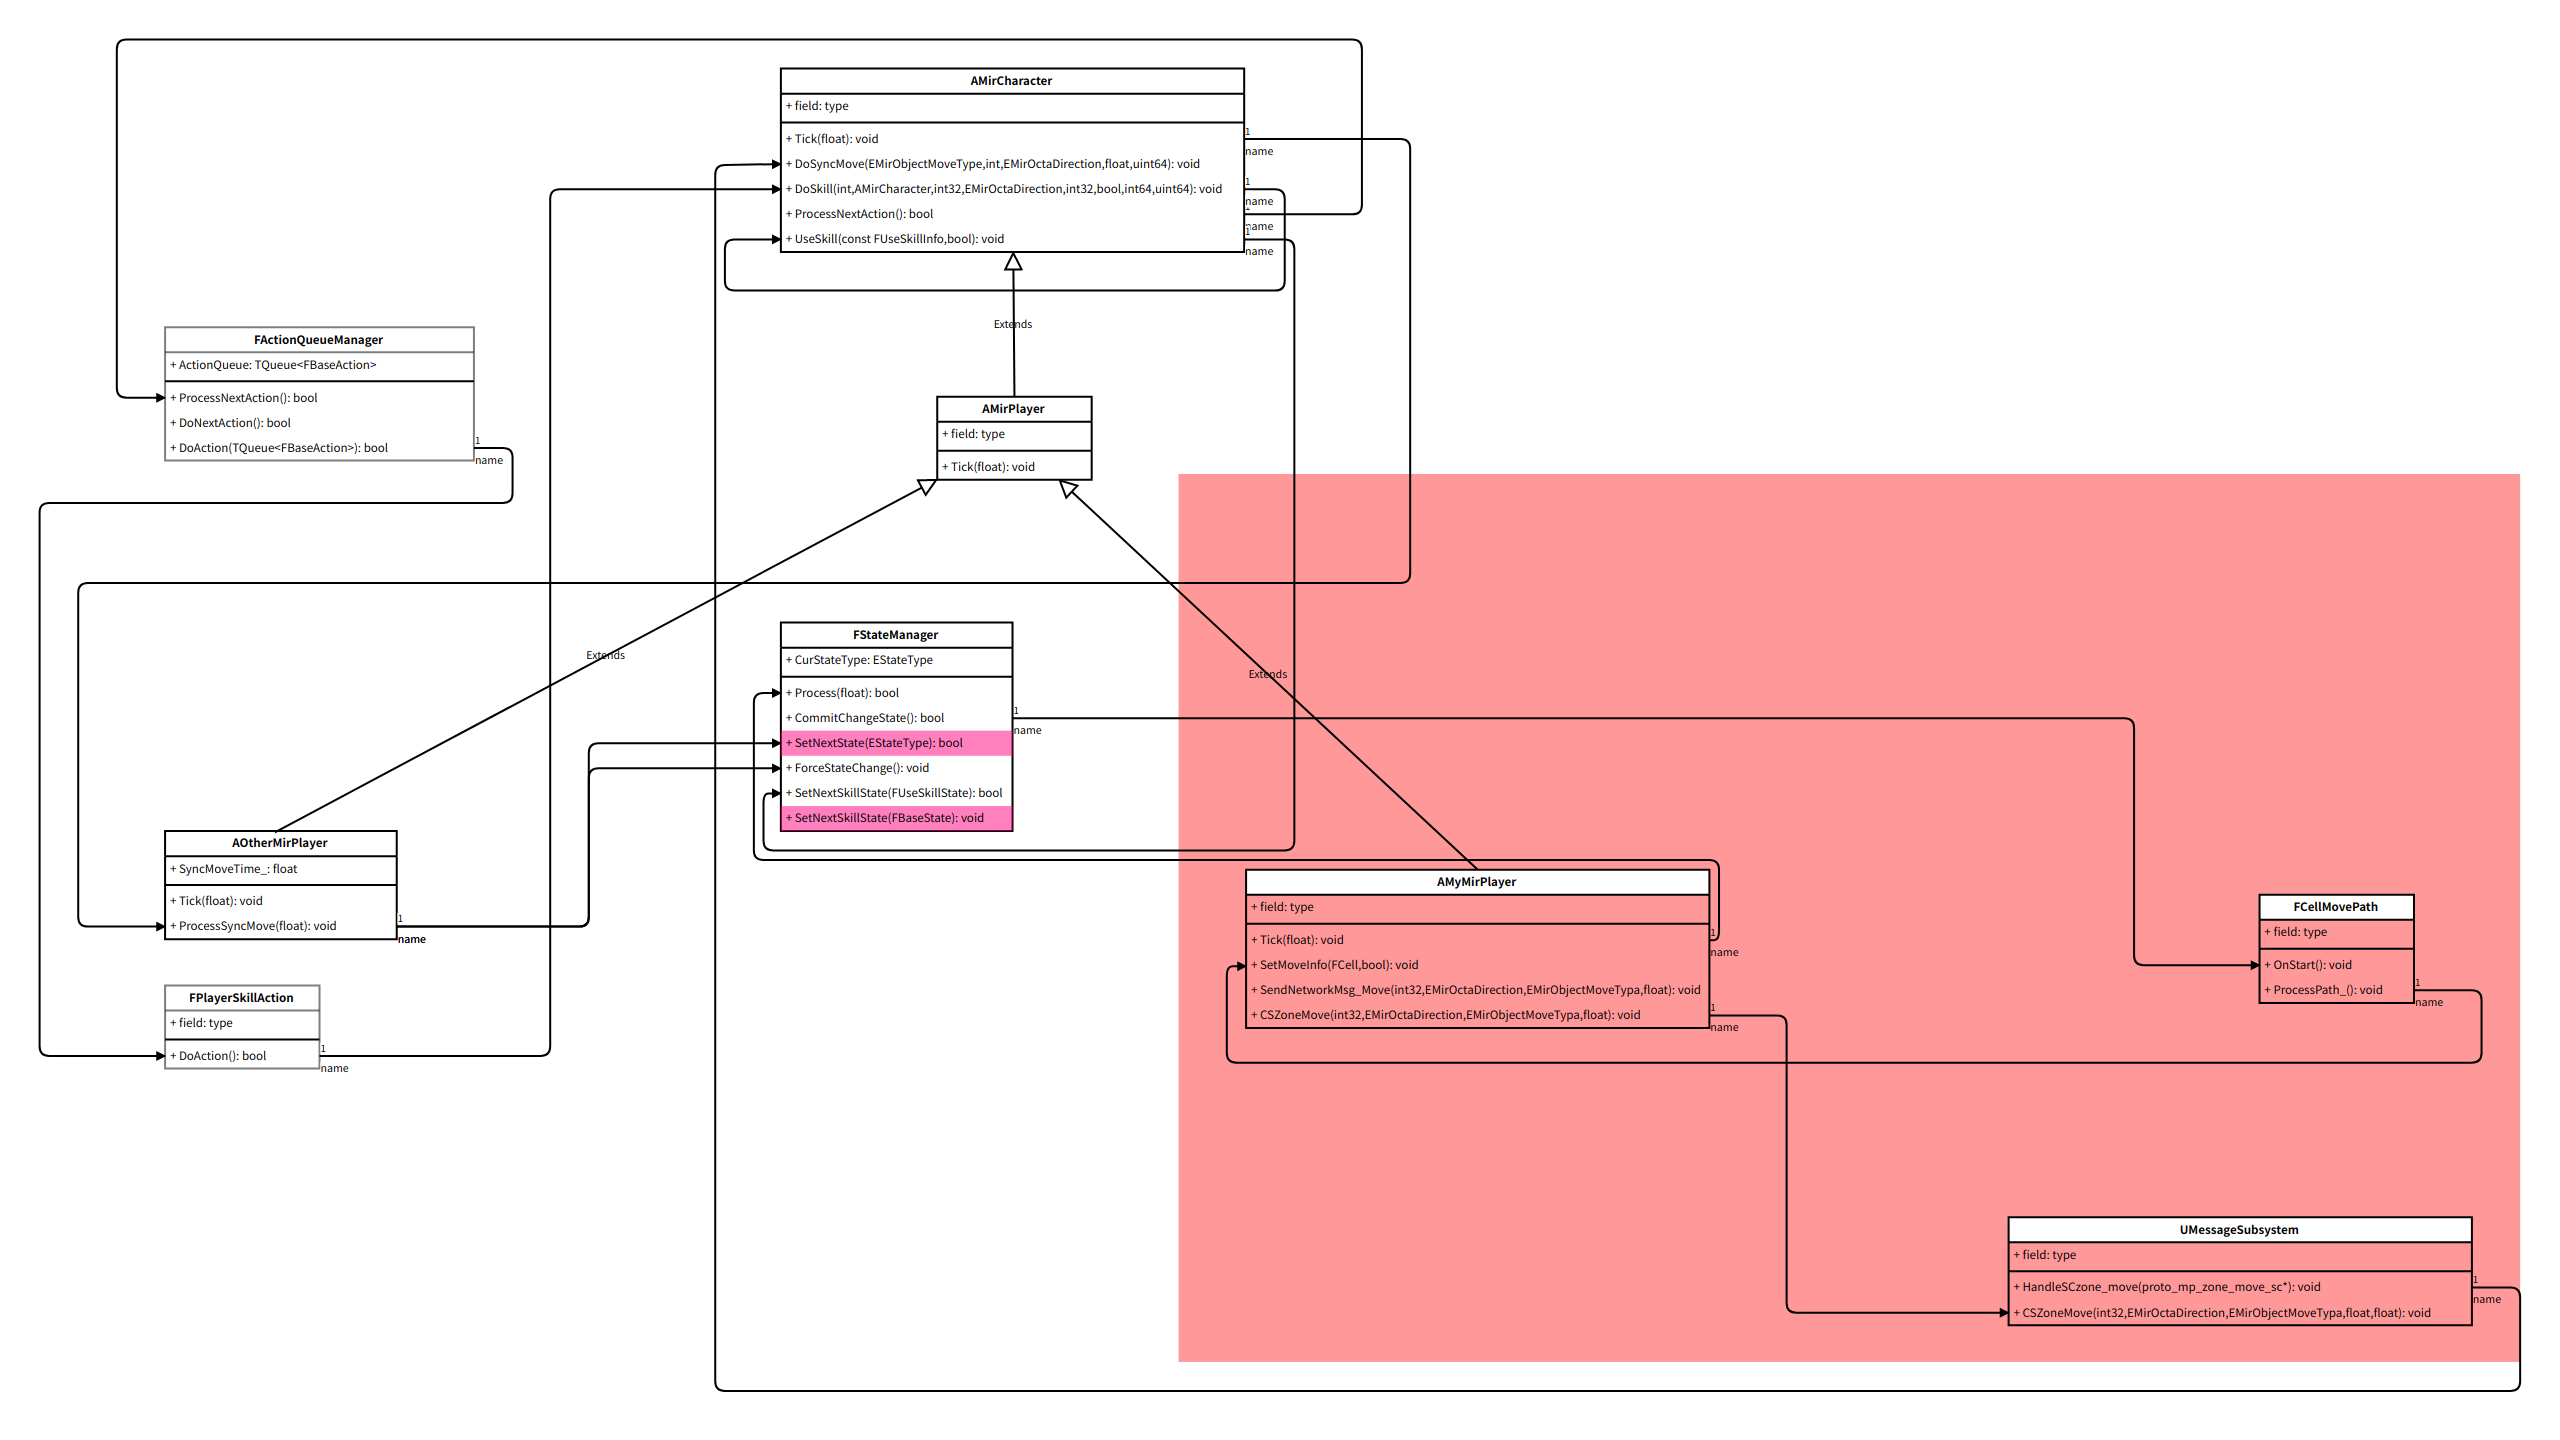 AMirCharacter
+ field: type
+ Tick(float): void
+ DoSyncMove(EMirObjectMoveType,int,EMirOctaDirection,float,uint64): void
+ DoSkill(int,AMirCharacter,int32,EMirOctaDirection,int32,bool,int64,uint64): void
+ ProcessNextAction(): bool
+ UseSkill(const FUseSkillInfo,bool): void
1
name
1
name
1
name
1
name
Extends
FActionQueueManager
+ ActionQueue: TQueue<FBaseAction>
+ ProcessNextAction(): bool
+ DoNextAction(): bool
+ DoAction(TQueue<FBaseAction>): bool
1
name
AMirPlayer
+ field: type
+ Tick(float): void
Extends
Extends
FStateManager
+ CurStateType: EStateType
+ Process(float): bool
+ CommitChangeState(): bool
+ SetNextState(EStateType): bool
+ ForceStateChange(): void
+ SetNextSkillState(FUseSkillState): bool
+ SetNextSkillState(FBaseState): void
1
name
AOtherMirPlayer
+ SyncMoveTime_: float
+ Tick(float): void
+ ProcessSyncMove(float): void
1
name
FPlayerSkillAction
+ field: type
+ DoAction(): bool
1
name
AMyMirPlayer
+ field: type
+ Tick(float): void
+ SetMoveInfo(FCell,bool): void
+ SendNetworkMsg_Move(int32,EMirOctaDirection,EMirObjectMoveTypa,float): void
+ CSZoneMove(int32,EMirOctaDirection,EMirObjectMoveTypa,float): void
1
name
1
name
FCellMovePath
+ field: type
+ OnStart(): void
+ ProcessPath_(): void
1
name
UMessageSubsystem
+ field: type
+ HandleSCzone_move(proto_mp_zone_move_sc*): void
+ CSZoneMove(int32,EMirOctaDirection,EMirObjectMoveTypa,float,float): void
1
name